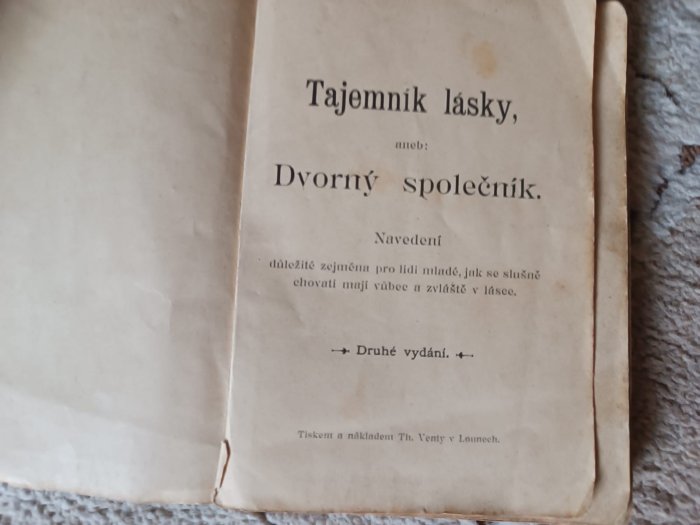 Tajemník lásky,
aneb:
Dvorný společník.
Navedení
důležité zejména pro lidi mladé, jak se slušně
chovati mají vůbec a zvláště v lásce.
Druhé vydání.
Tiskem a nákladem Th. Venty v Lounech.